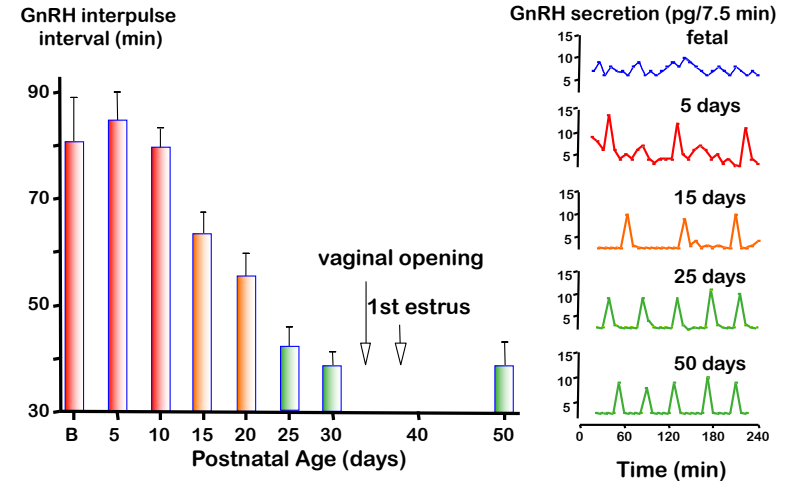 GnRH interpulse
interval (min)
90
70
50
30
B 5 10 15 20 25 30 40 50
Postnatal Age (days)
vaginal opening
1st estrus
GnRH secretion (pg/7.5 min)
fetal
15
10
5
5 days
15
10
5
15 days
15
10
5
25 days
15
10
5
50 days
15
10
5
0 60 120 180 240
Time (min)